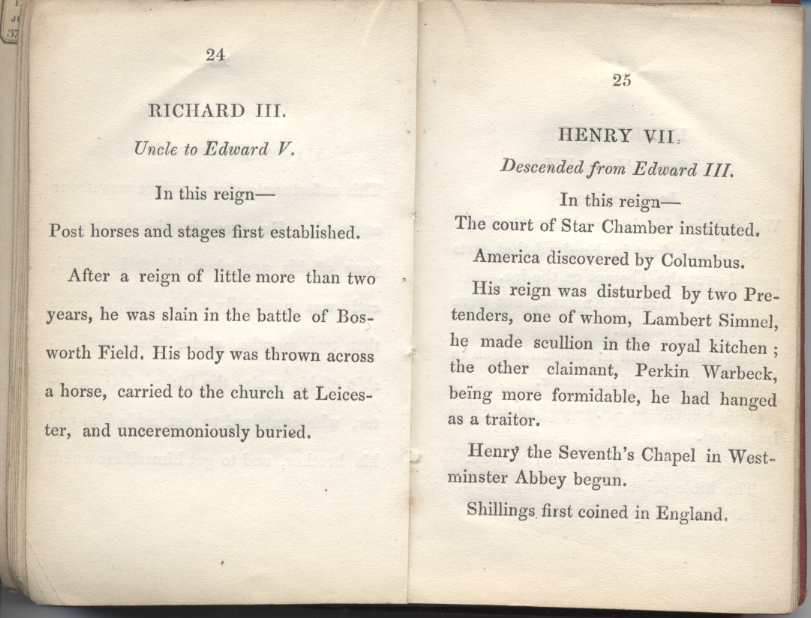 24
RICHARD III.
Uncle to Edward V.
In this reign—
Post horses and stages first established.
After a reign of little more than two
years, he was slain in the battle of Bos-
worth Field. His body was thrown across
a horse, carried to the church at Leices-
ter, and unceremoniously buried.
25
HENRY VII.
Descended from Edward III.
In this reign—
The court of Star Chamber instituted.
America discovered by Columbus.
His reign was disturbed by two Pre-
tenders, one of whom, Lambert Simnel,
he made scullion in the royal kitchen ;
the other claimant, Perkin Warbeck,
being more formidable, he had hanged
as a traitor.
Henry the Seventh's Chapel in West-
minster Abbey begun.
Shillings first coined in England.